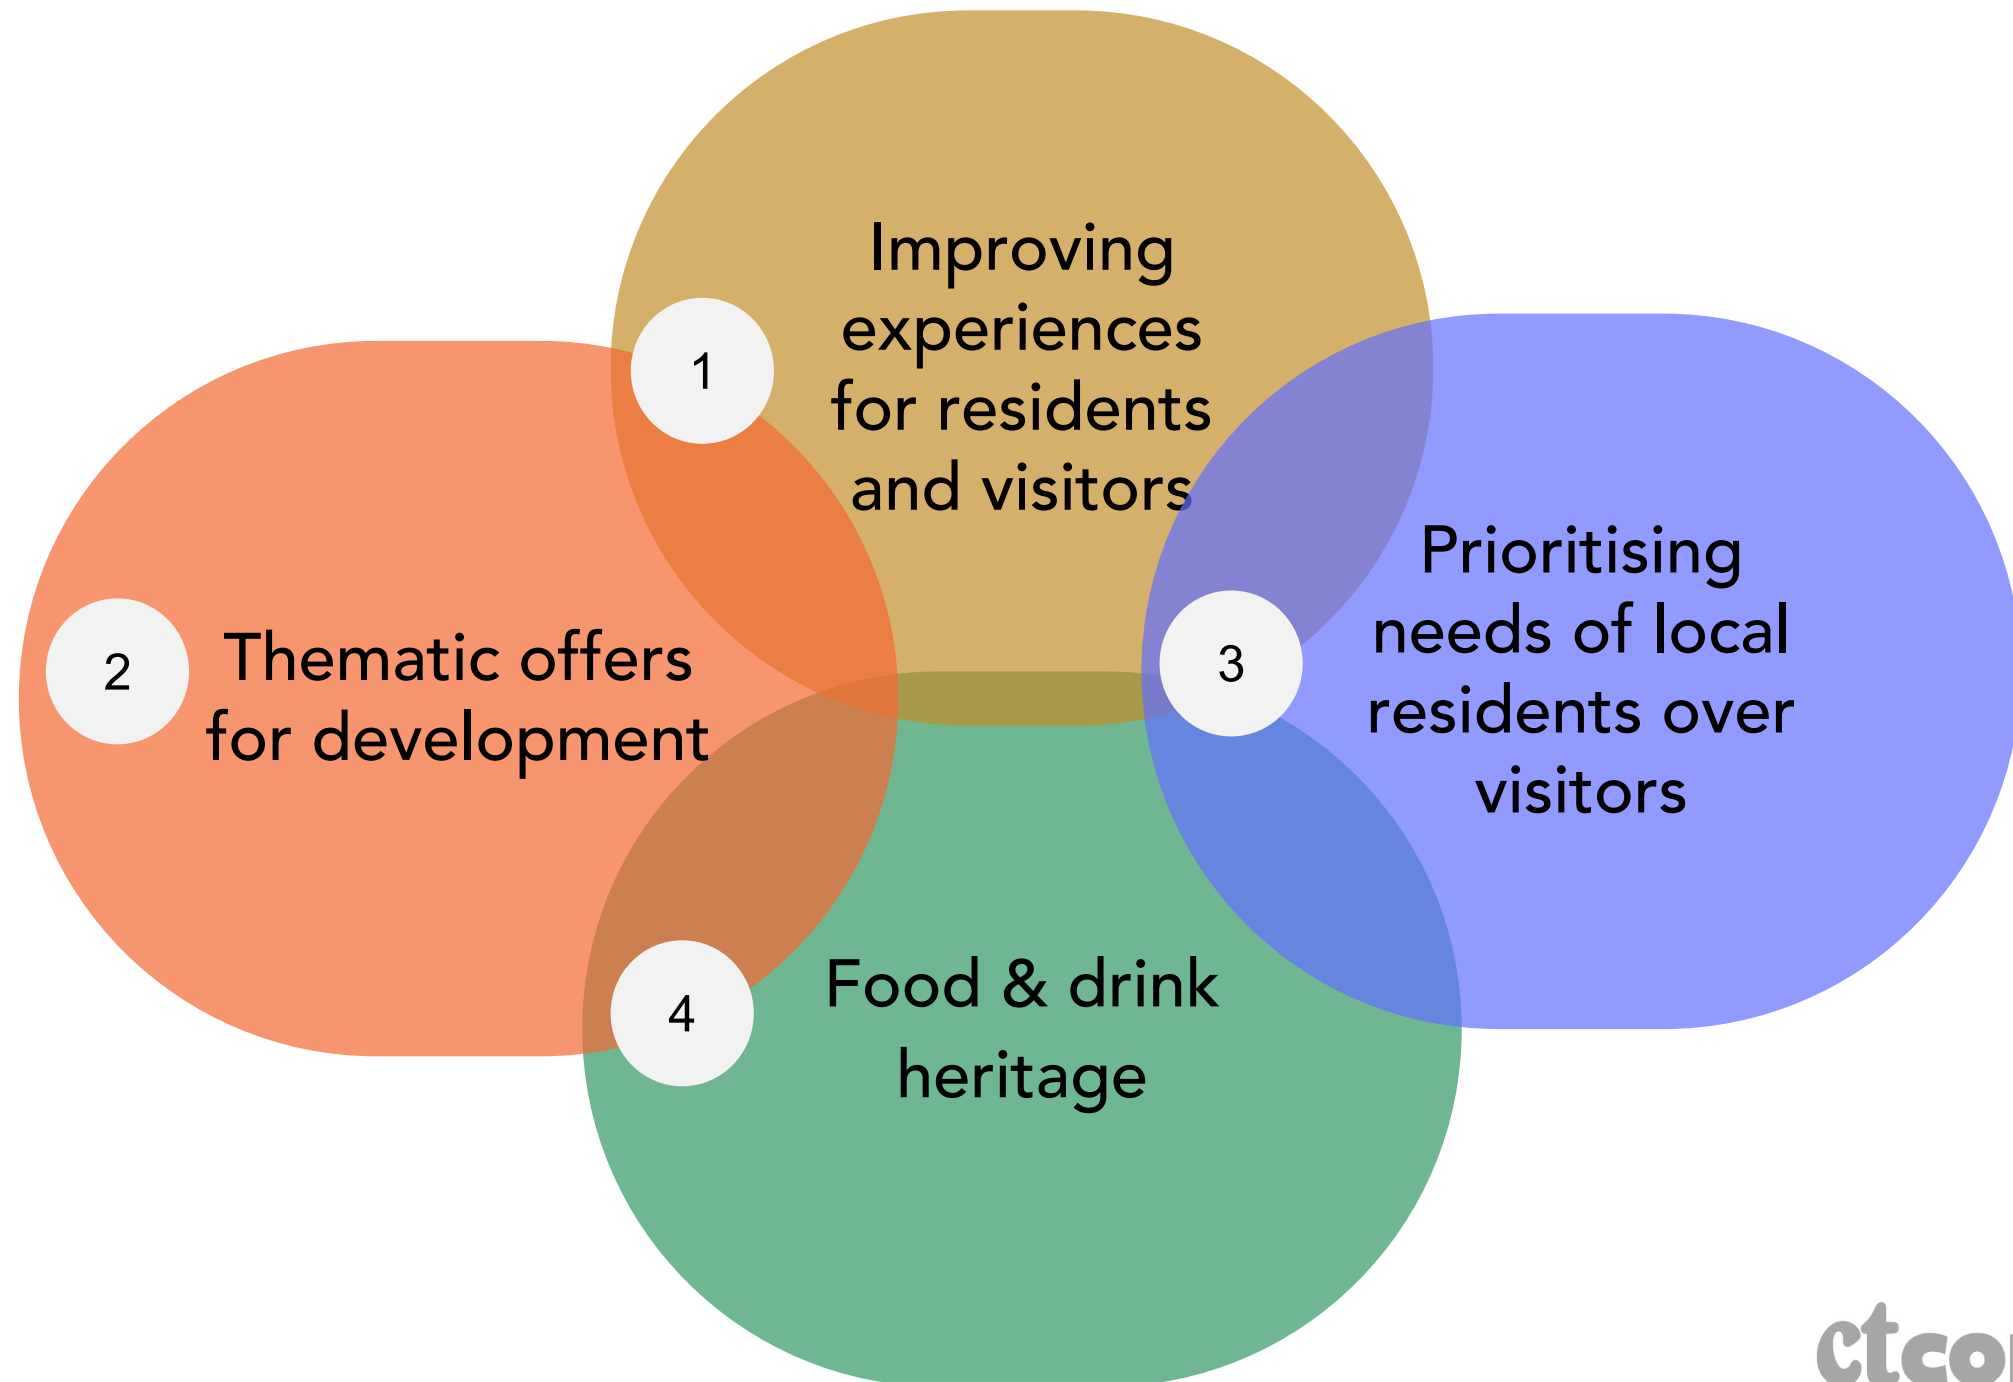 1
Improving
experiences
for residents
and visitors
2
Thematic offers
for development
3
Prioritising
needs of local
residents over
visitors
4
Food & drink
heritage